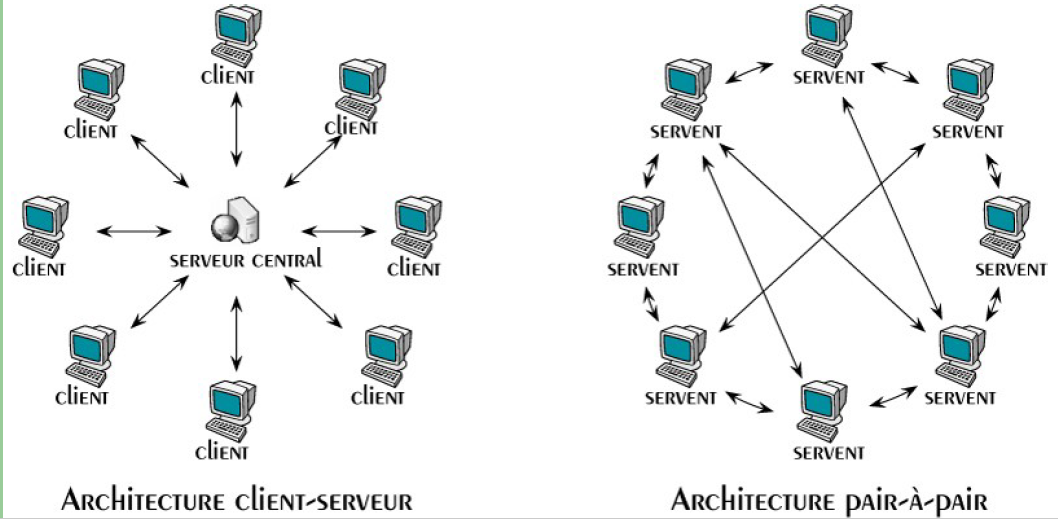 CLIENT
CLIENT
CLIENT
CLIENT
SERVEUR CENTRAL
CLIENT
CLIENT
CLIENT
CLIENT
ARCHITECTURE CLIENT-SERVEUR
SERVENT
SERVENT
SERVENT
SERVENT
SERVENT
SERVENT
SERVENT
SERVENT
ARCHITECTURE PAIR-À-PAIR